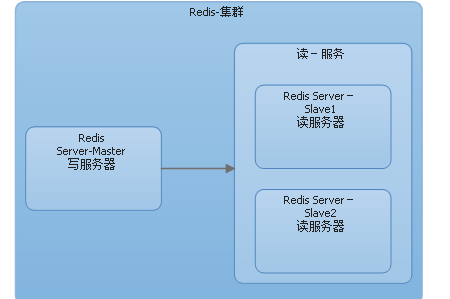 Redis-集群
读－服务
Redis Server－
Slave1
读服务器
Redis
Server-Master
写服务器
Redis Server－
Slave2
读服务器